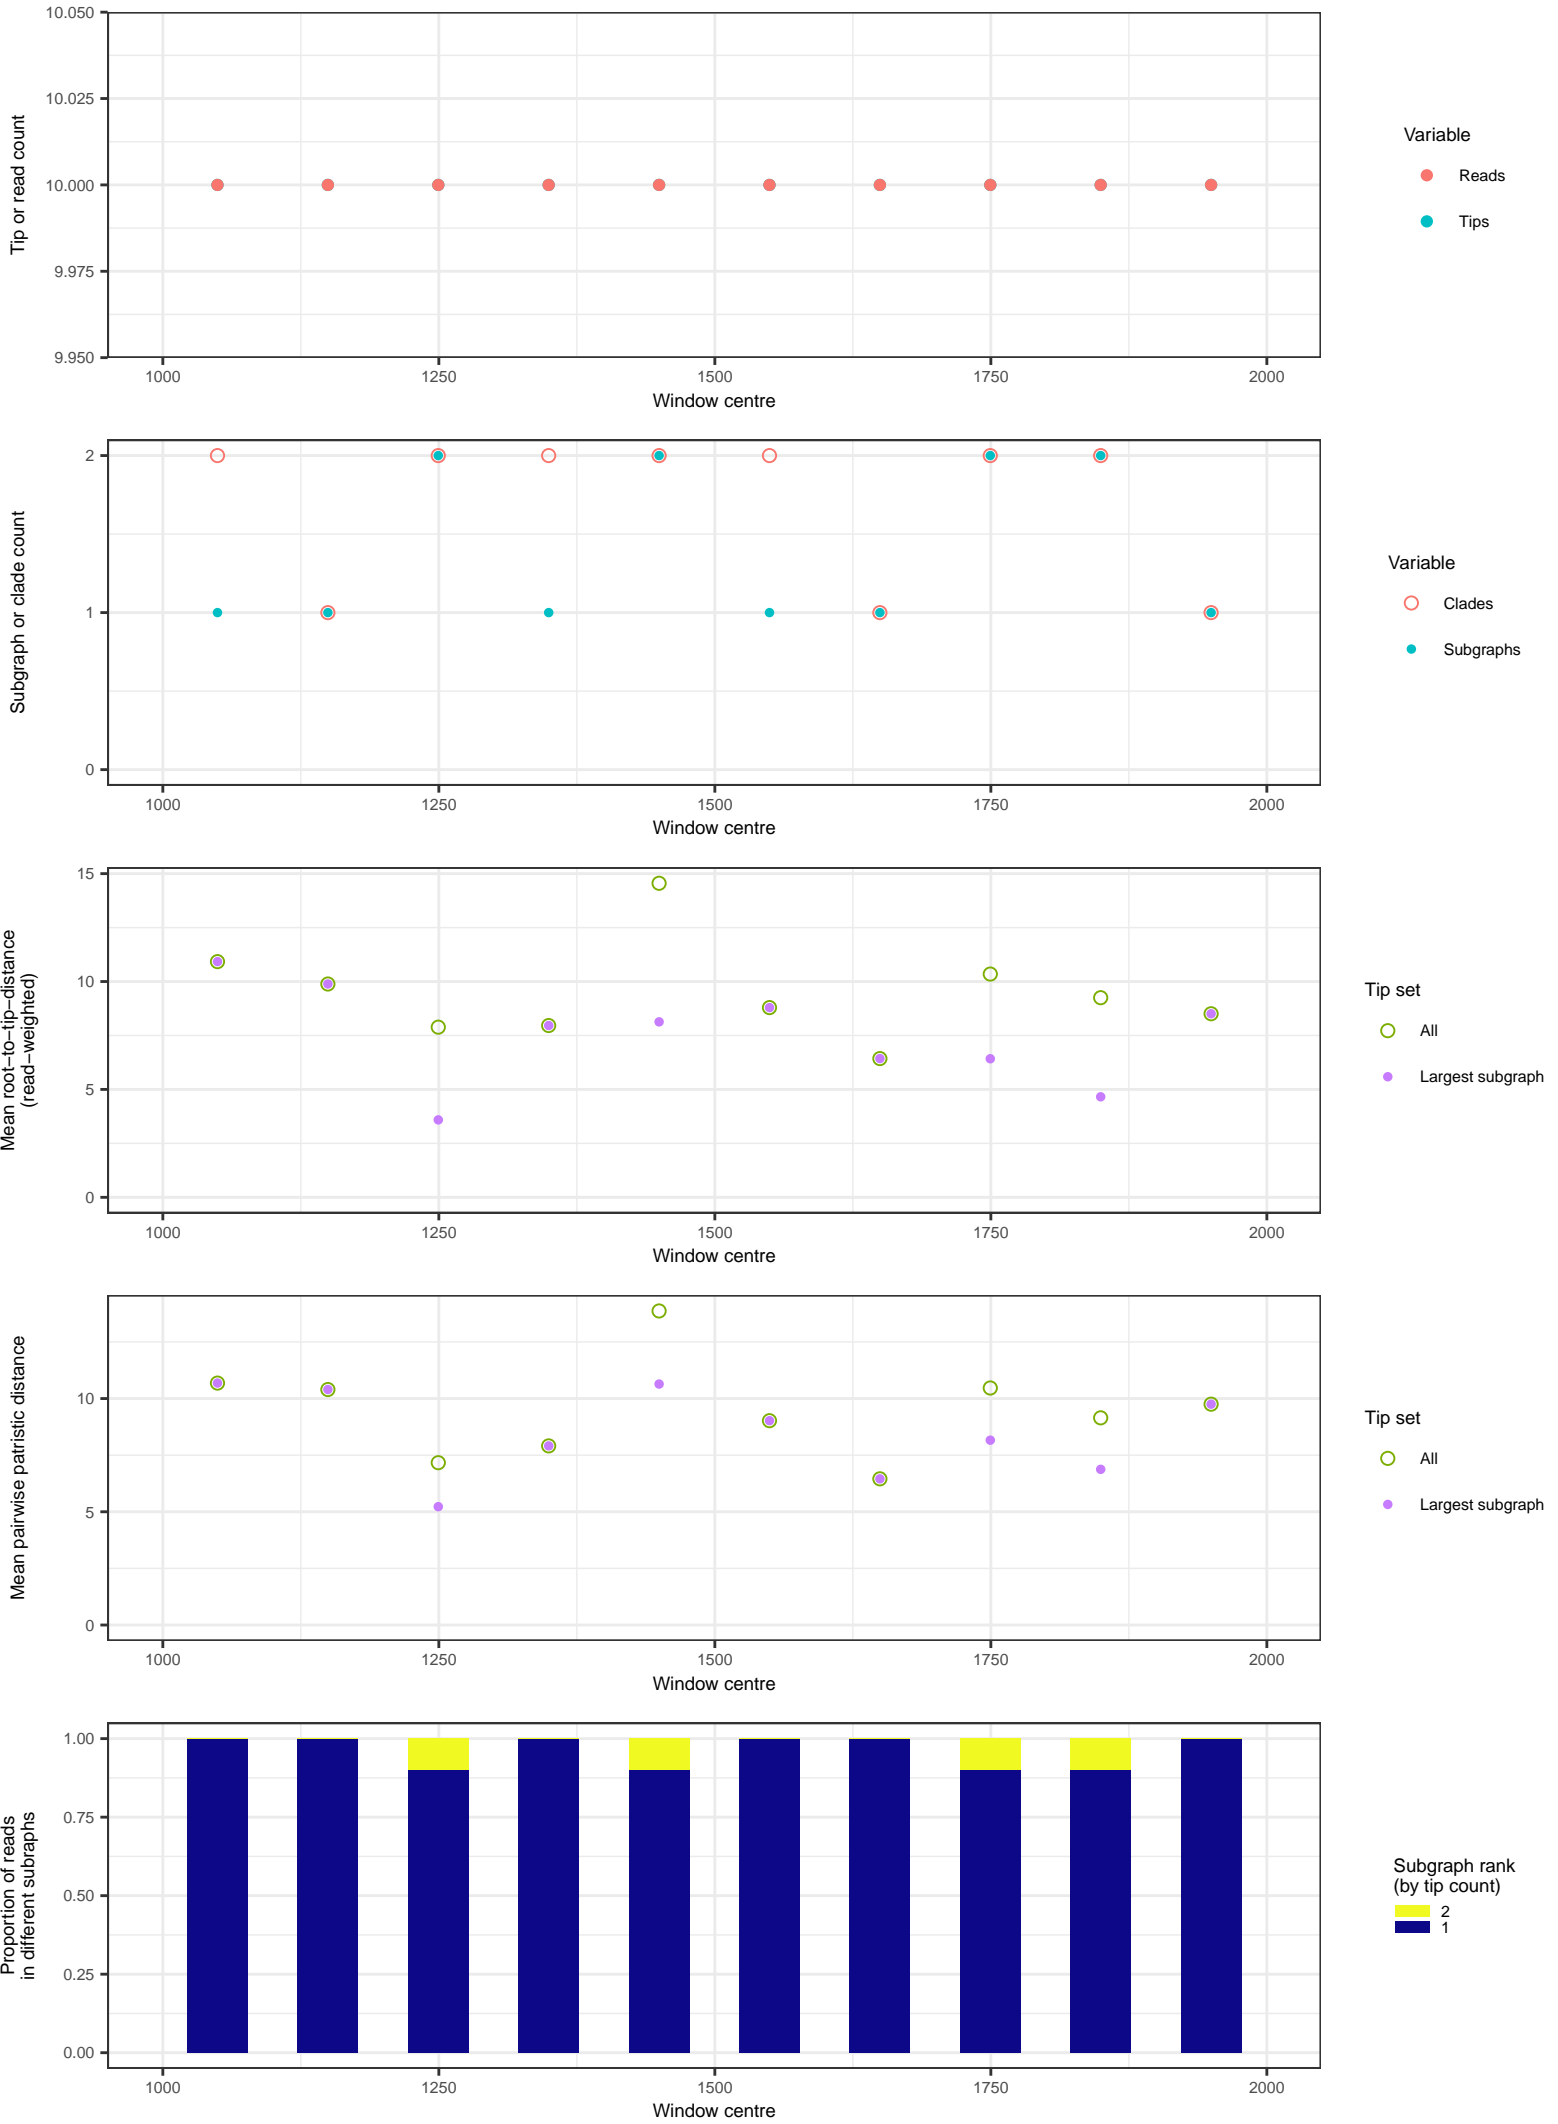 10.050
10.025
10.000
9.975
9.950
Tip or read count
1000
1250
1500
1750
2000
Window centre
Variable
Reads
Tips
2
1
0
Subgraph or clade count
1000
1250
1500
1750
2000
Window centre
Variable
Clades
Subgraphs
15
10
5
0
Mean root−to−tip−distance
(read−weighted)
1000
1250
1500
1750
2000
Window centre
Tip set
All
Largest subgraph
10
5
0
Mean pairwise patristic distance
1000
1250
1500
1750
2000
Window centre
Tip set
All
Largest subgraph
1.00
0.75
0.50
0.25
0.00
Proportion of reads
in different subraphs
1000
1250
1500
1750
2000
Window centre
Subgraph rank
(by tip count)
2
1